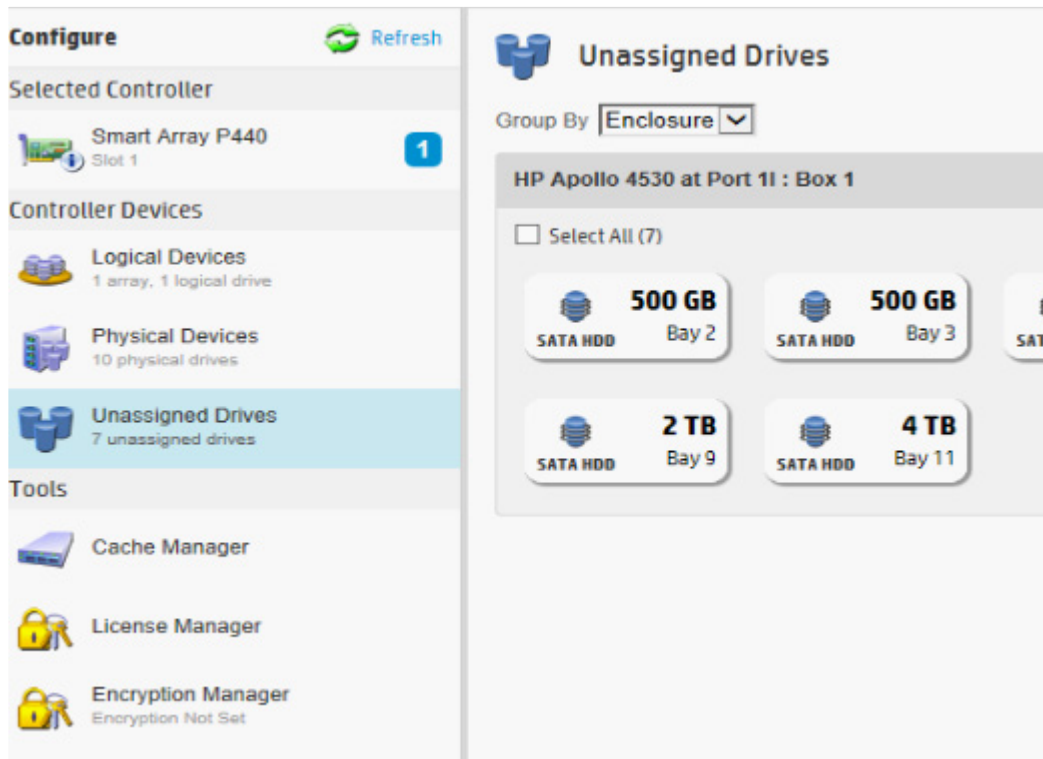 Configure
Refresh
Selected Controller
Smart Array P440
Slot 1
1
Controller Devices
Logical Devices
1 array, 1 logical drive
Physical Devices
10 physical drives
Unassigned Drives
7 unassigned drives
Tools
Cache Manager
License Manager
Encryption Manager
Encryption Not Set
Unassigned Drives
Group By Enclosure
HP Apollo 4530 at Port 1I : Box 1
Select All (7)
500 GB
SATA HDD Bay 2
500 GB
SATA HDD Bay 3
SAT
2 TB
SATA HDD Bay 9
4 TB
SATA HDD Bay 11